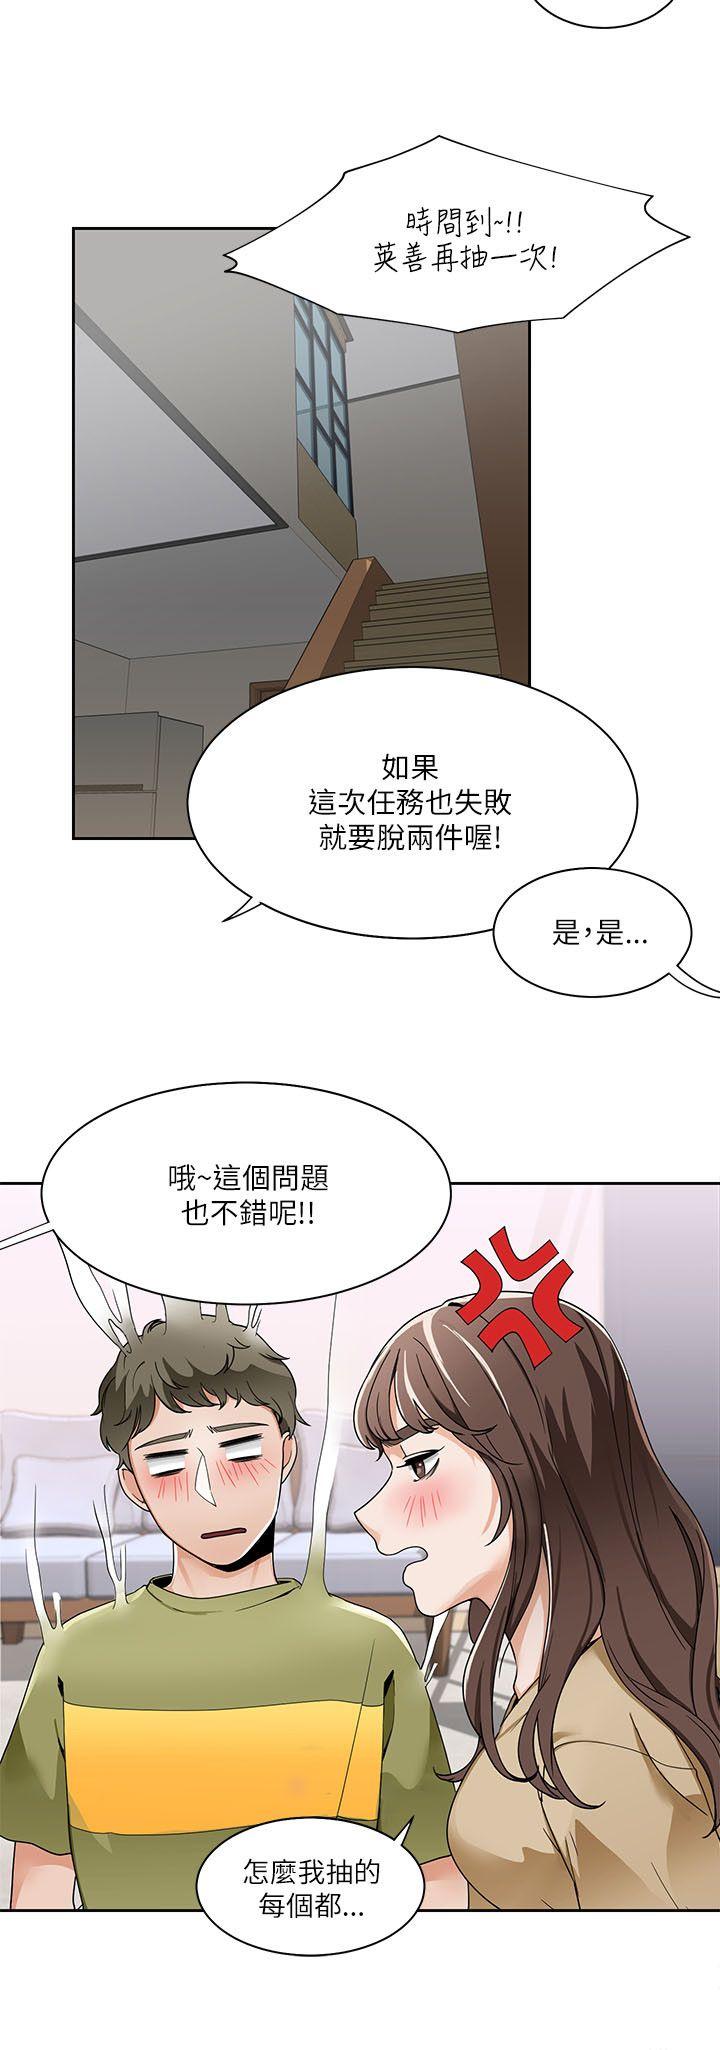 時間到~!!
英善再抽一次!
如果
這次任務也失敗
就要脫兩件喔!
是,是...
哦~這個問題
也不錯呢!!
怎麼我抽的
每個都...